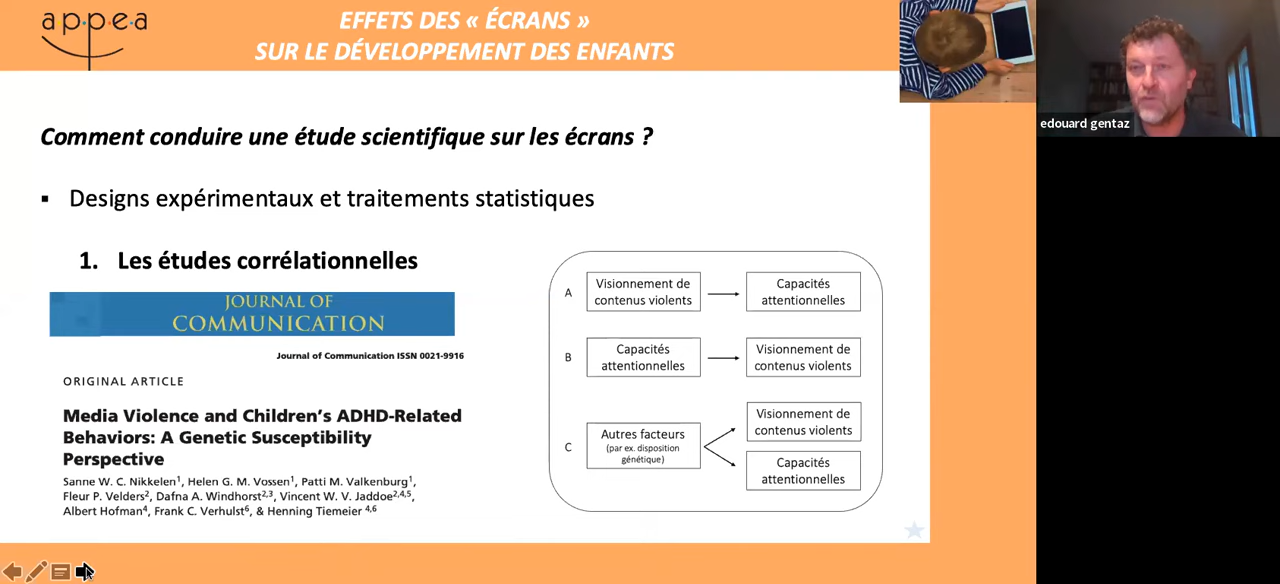 a·p·p·e·a
EFFETS DES « ÉCRANS »
SUR LE DÉVELOPPEMENT DES ENFANTS
edouard gentaz
Comment conduire une étude scientifique sur les écrans ?
▪ Designs expérimentaux et traitements statistiques
1. Les études corrélationnelles
JOURNAL OF
COMMUNICATION
Journal of Communication ISSN 0021-9916
ORIGINAL ARTICLE
Media Violence and Children's ADHD-Related
Behaviors: A Genetic Susceptibility
Perspective
Sanne W. C. Nikkelen¹, Helen G. M. Vossen¹, Patti M. Valkenburg¹,
Fleur P. Velders², Dafna A. Windhorst²,³, Vincent W. V. Jaddoe²,⁴,⁵,
Albert Hofman⁴, Frank C. Verhulst⁶, & Henning Tiemeier ⁴,⁶
A
Visionnement de
contenus violents
Capacités
attentionnelles
B
Capacités
attentionnelles
Visionnement de
contenus violents
C
Autres facteurs
(par ex. disposition
génétique)
Visionnement de
contenus violents
Capacités
attentionnelles